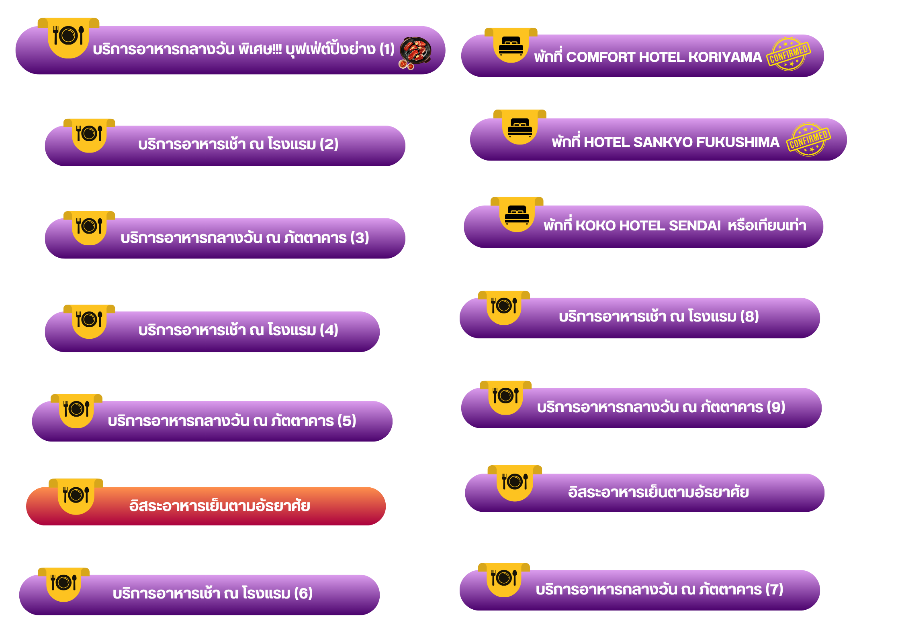 บริการอาหารกลางวัน พิเศษ!!! บุฟเฟ่ต์ปิ้งย่าง (1)
บริการอาหารเช้า ณ โรงแรม (2)
บริการอาหารกลางวัน ณ ภัตตาคาร (3)
บริการอาหารเช้า ณ โรงแรม (4)
บริการอาหารกลางวัน ณ ภัตตาคาร (5)
อิสระอาหารเย็นตามอัธยาศัย
บริการอาหารเช้า ณ โรงแรม (6)
พักที่ COMFORT HOTEL KORIYAMA CONFIRMED
พักที่ HOTEL SANKYO FUKUSHIMA CONFIRMED
พักที่ KOKO HOTEL SENDAI หรือเทียบเท่า
บริการอาหารเช้า ณ โรงแรม (8)
บริการอาหารกลางวัน ณ ภัตตาคาร (9)
อิสระอาหารเย็นตามอัธยาศัย
บริการอาหารกลางวัน ณ ภัตตาคาร (7)